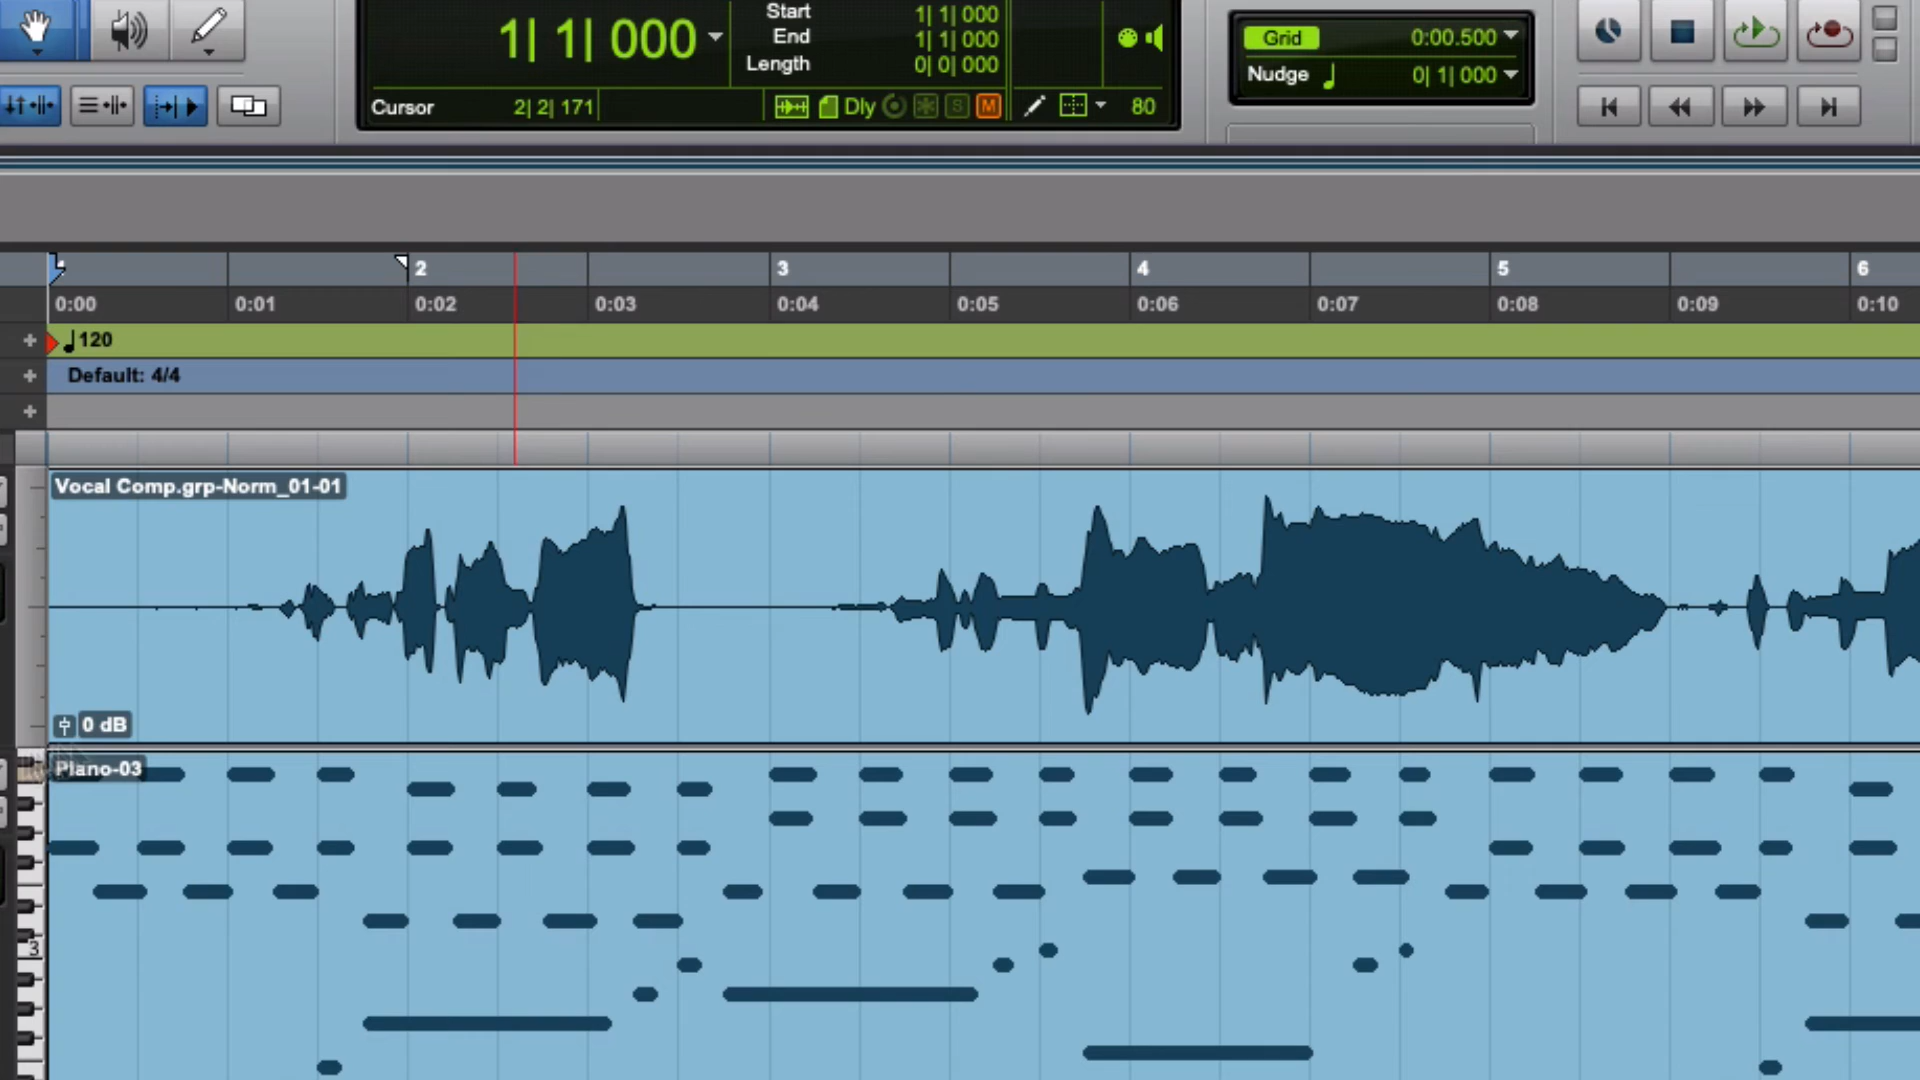 1| 1| 000
Start 1| 1| 000
End 1| 1| 000
Length 0| 0| 000
Cursor 2| 2| 171
Dly S M 80
Grid 0:00.500
Nudge 0| 1| 000
2 3 4 5 6
0:00 0:01 0:02 0:03 0:04 0:05 0:06 0:07 0:08 0:09 0:10
120
Default: 4/4
Vocal Comp.grp-Norm_01-01
0 dB
Piano-03
3